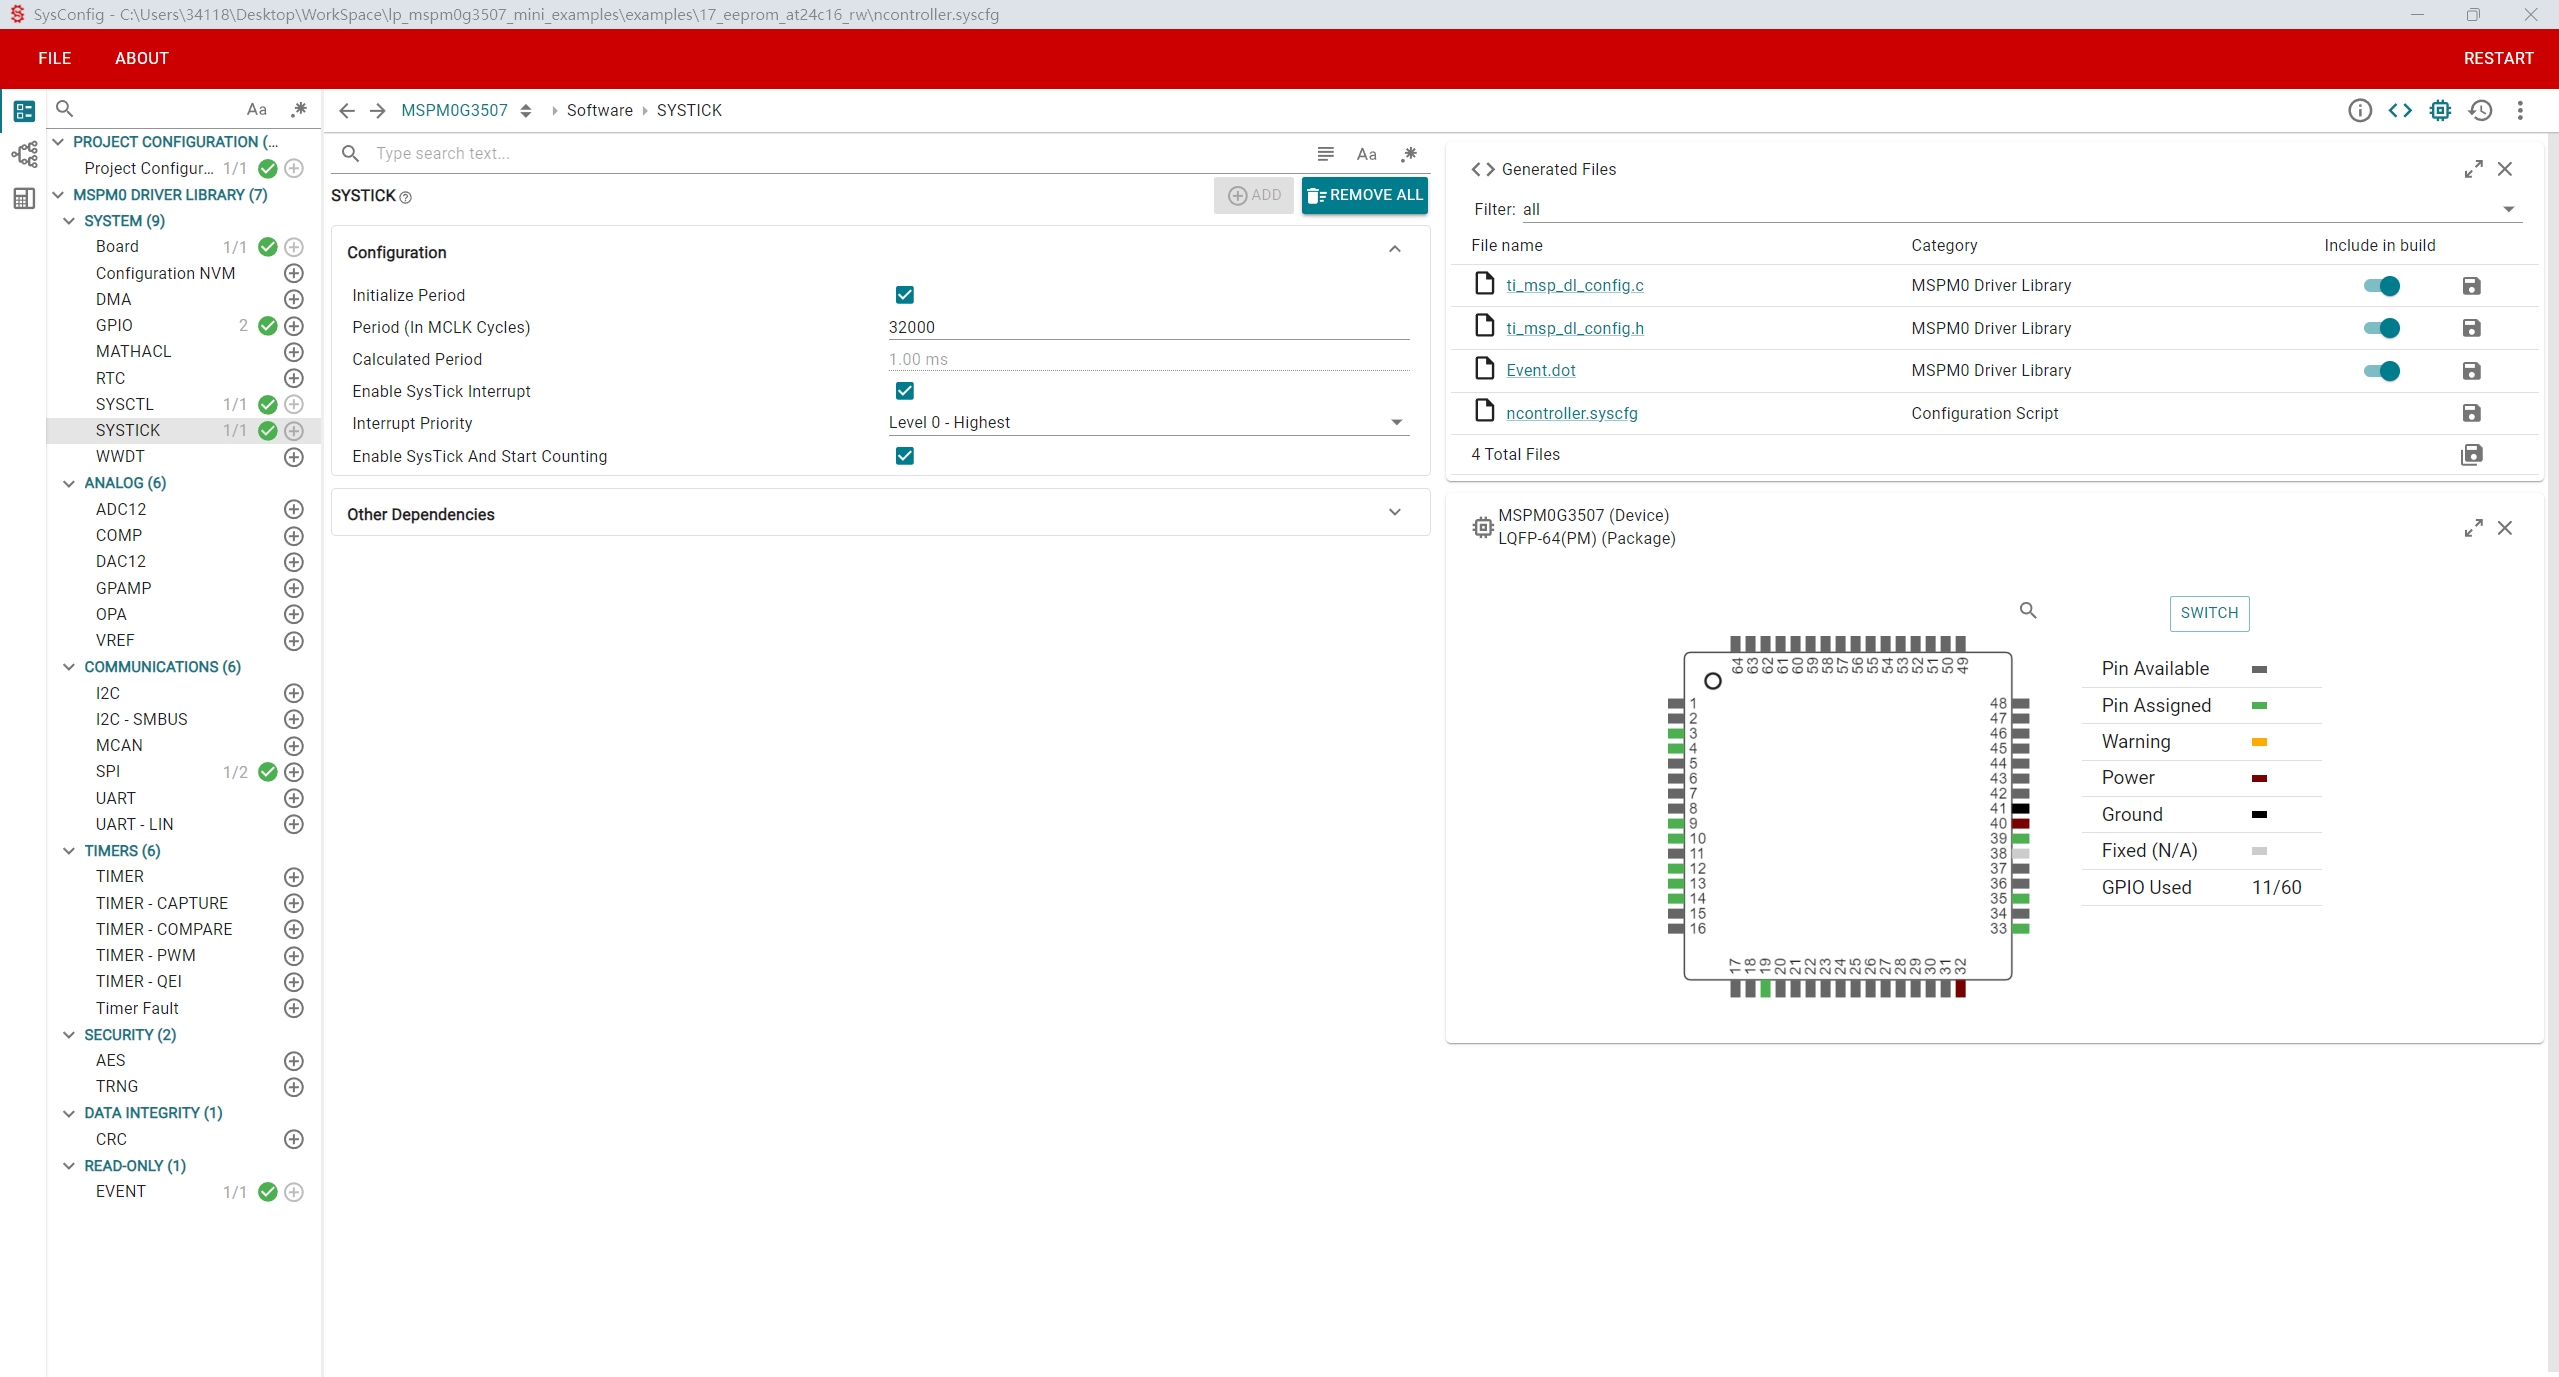 SysConfig - C:\Users\34118\Desktop\WorkSpace\lp_mspm0g3507_mini_examples\examples\17_eeprom_at24c16_rw\ncontroller.syscfg
FILE ABOUT RESTART
Aa .*
PROJECT CONFIGURATION (...
Project Configur... 1/1
MSPM0 DRIVER LIBRARY (7)
SYSTEM (9)
Board 1/1
Configuration NVM
DMA
GPIO 2
MATHACL
RTC
SYSCTL 1/1
SYSTICK 1/1
WWDT
ANALOG (6)
ADC12
COMP
DAC12
GPAMP
OPA
VREF
COMMUNICATIONS (6)
I2C
I2C - SMBUS
MCAN
SPI 1/2
UART
UART - LIN
TIMERS (6)
TIMER
TIMER - CAPTURE
TIMER - COMPARE
TIMER - PWM
TIMER - QEI
Timer Fault
SECURITY (2)
AES
TRNG
DATA INTEGRITY (1)
CRC
READ-ONLY (1)
EVENT 1/1
MSPM0G3507 Software SYSTICK
Type search text... Aa .*
SYSTICK ADD REMOVE ALL
Configuration
Initialize Period
Period (In MCLK Cycles) 32000
Calculated Period 1.00 ms
Enable SysTick Interrupt
Interrupt Priority Level 0 - Highest
Enable SysTick And Start Counting
Other Dependencies
<> Generated Files
Filter: all
File name Category Include in build
ti_msp_dl_config.c MSPM0 Driver Library
ti_msp_dl_config.h MSPM0 Driver Library
Event.dot MSPM0 Driver Library
ncontroller.syscfg Configuration Script
4 Total Files
MSPM0G3507 (Device)
LQFP-64(PM) (Package)
SWITCH
64 63 62 61 60 59 58 57 56 55 54 53 52 51 50 49
1 48
2 47
3 46
4 45
5 44
6 43
7 42
8 41
9 40
10 39
11 38
12 37
13 36
14 35
15 34
16 33
17 18 19 20 21 22 23 24 25 26 27 28 29 30 31 32
Pin Available
Pin Assigned
Warning
Power
Ground
Fixed (N/A)
GPIO Used 11/60